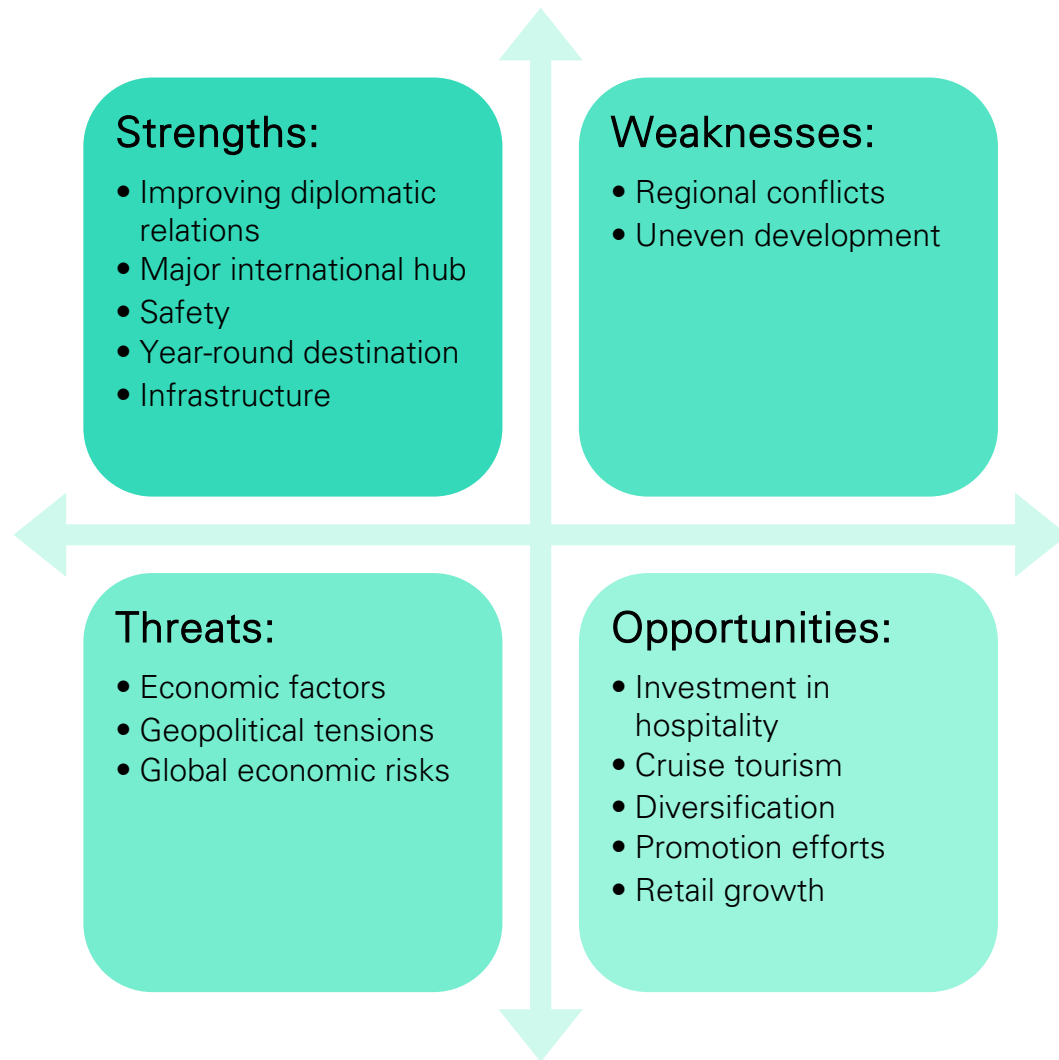 Strengths:
• Improving diplomatic
relations
• Major international hub
• Safety
• Year-round destination
• Infrastructure
Weaknesses:
• Regional conflicts
• Uneven development
Threats:
• Economic factors
• Geopolitical tensions
• Global economic risks
Opportunities:
• Investment in
hospitality
• Cruise tourism
• Diversification
• Promotion efforts
• Retail growth